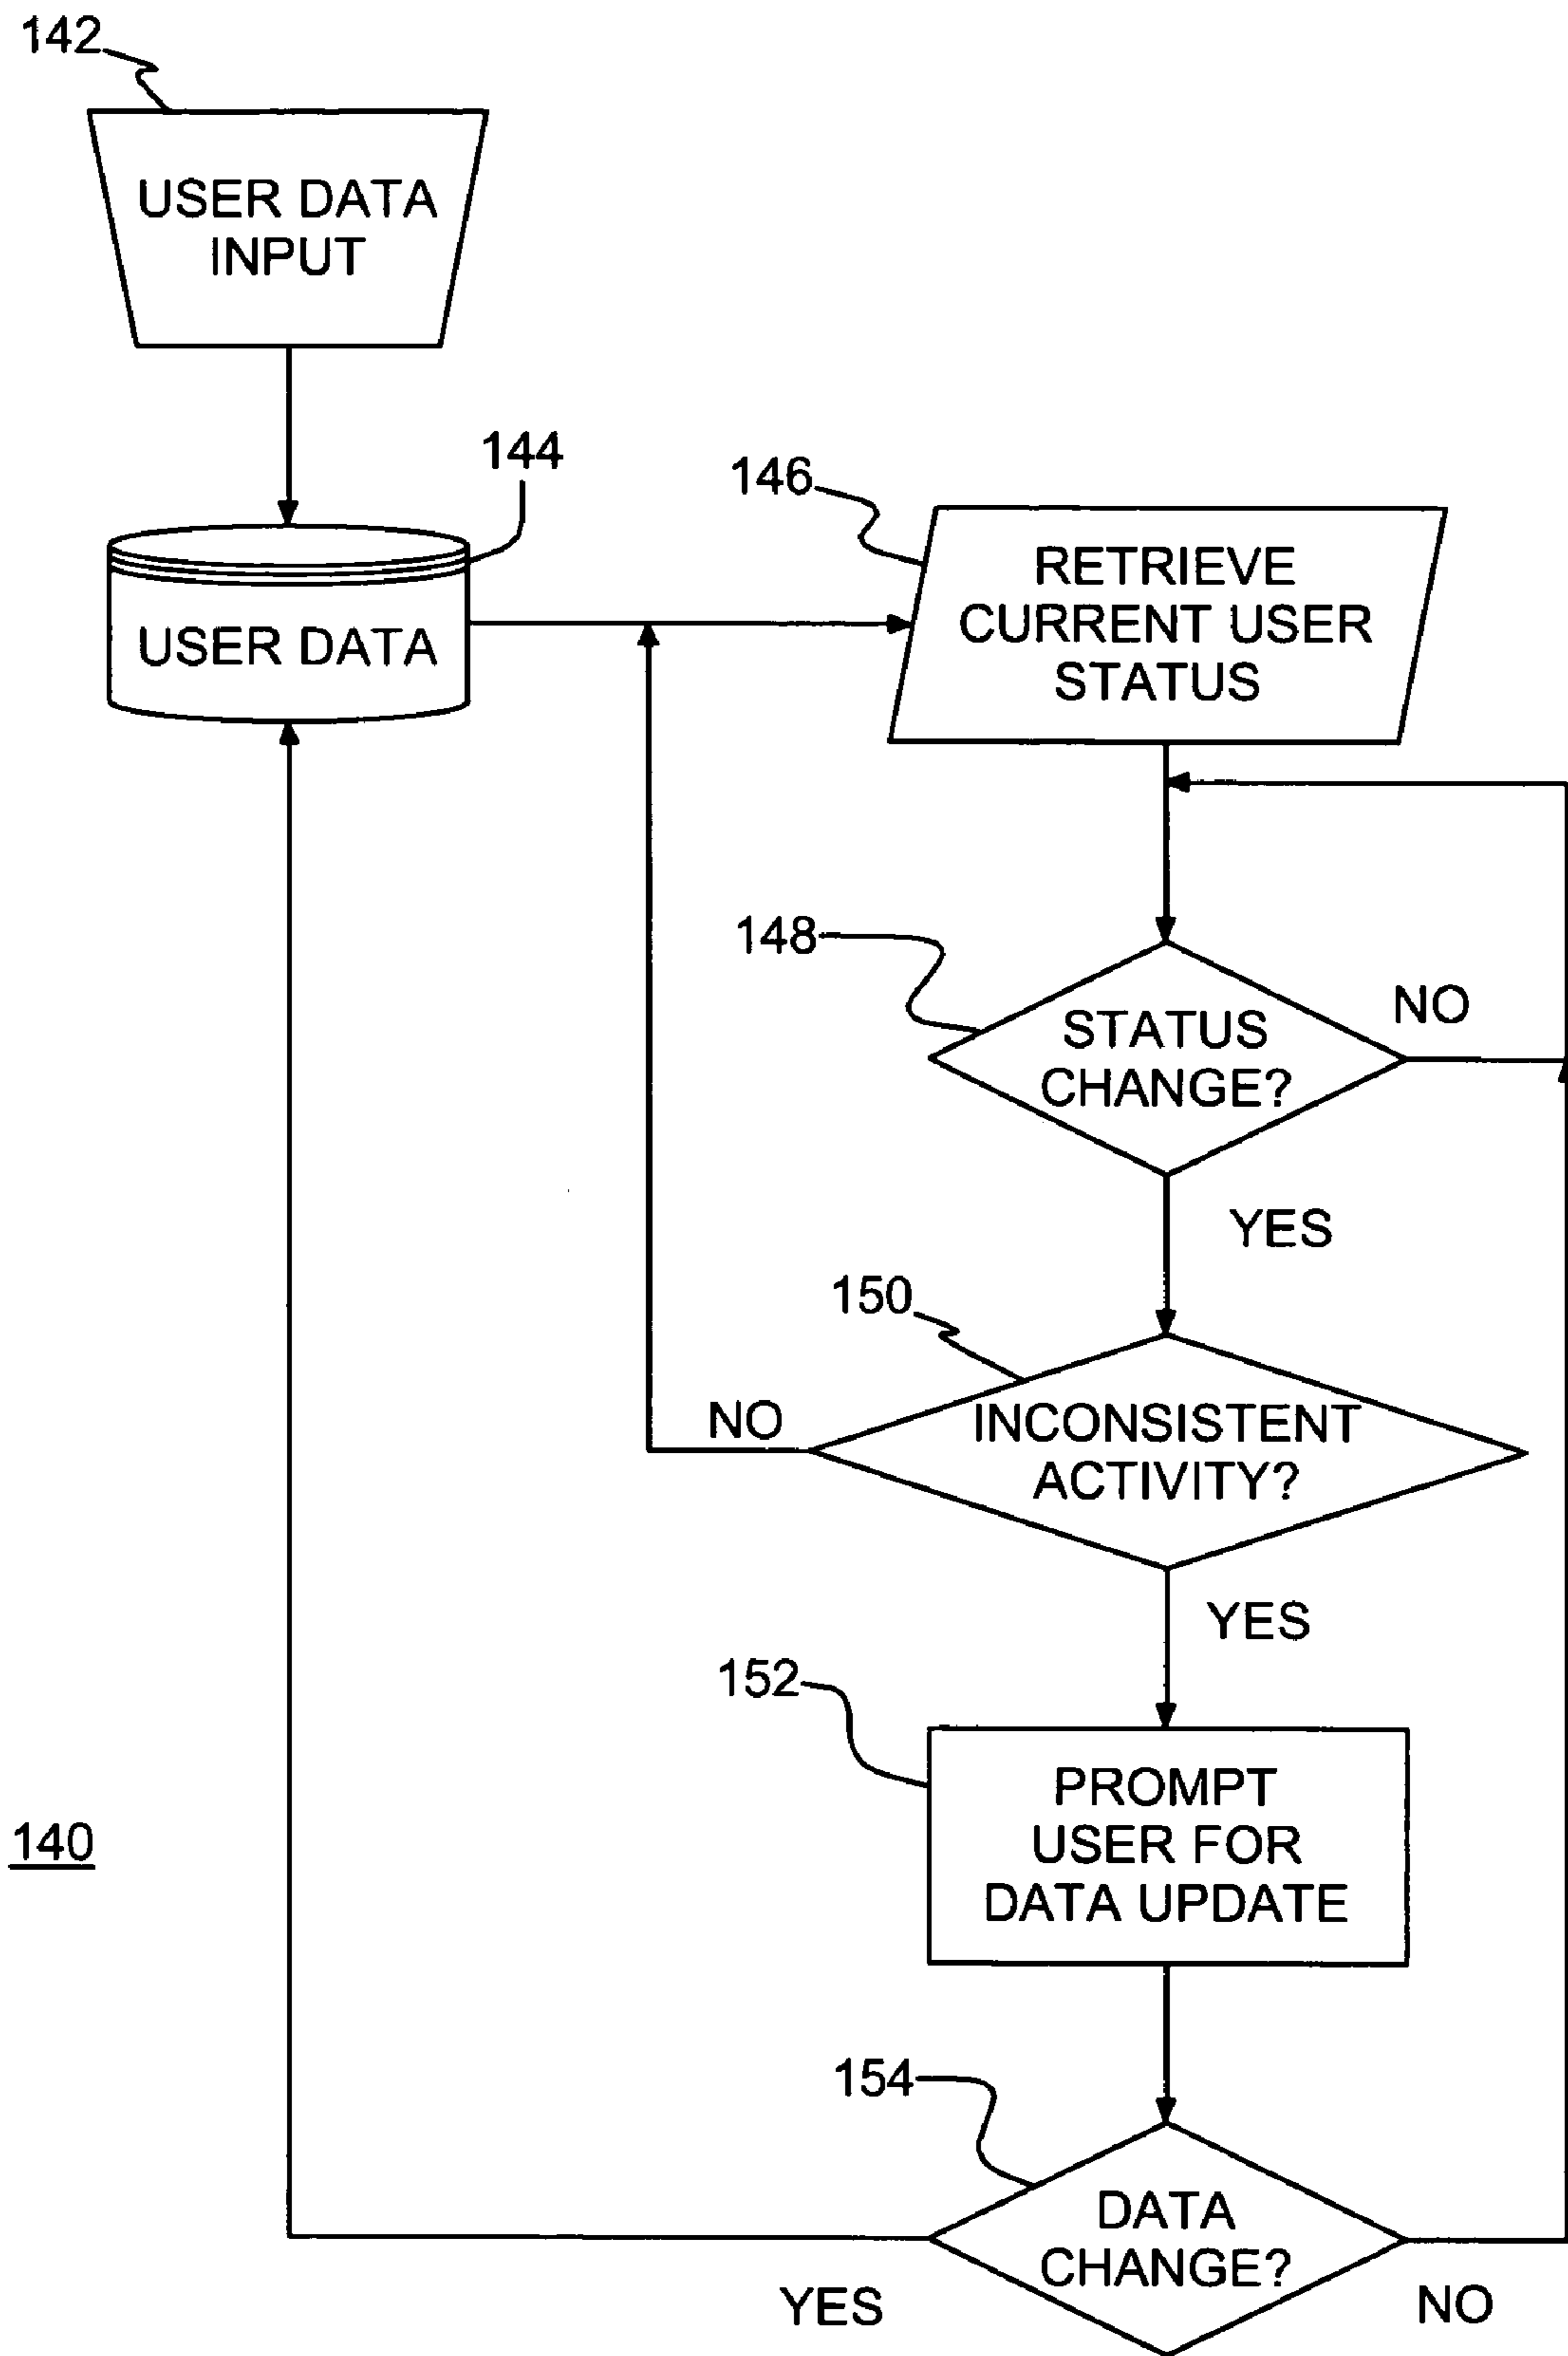 142
USER DATA
INPUT
144
USER DATA
146
RETRIEVE
CURRENT USER
STATUS
148
STATUS
CHANGE?
NO
YES
150
INCONSISTENT
ACTIVITY?
NO
YES
152
PROMPT
USER FOR
DATA UPDATE
140
154
DATA
CHANGE?
YES
NO